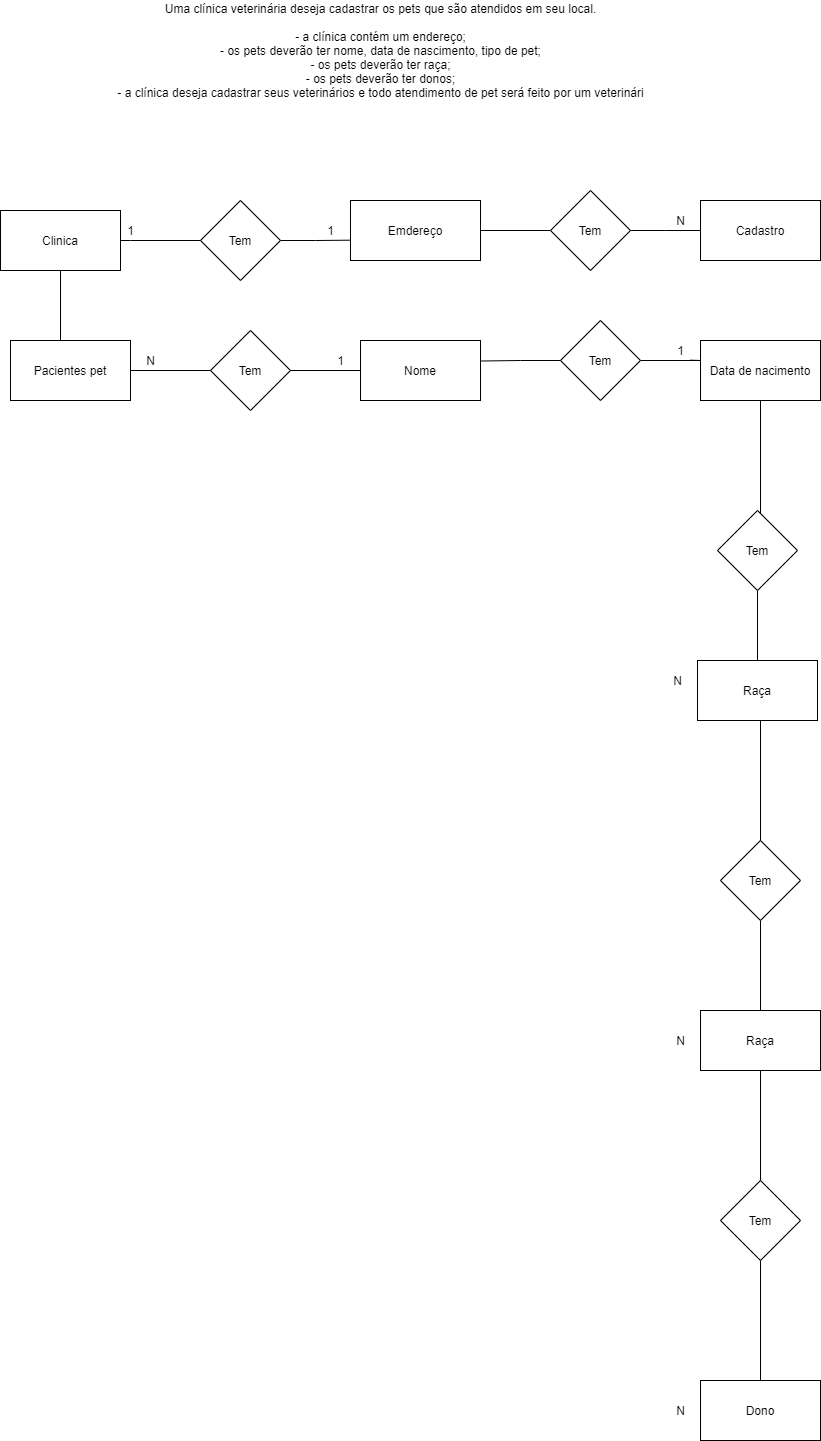 Uma clínica veterinária deseja cadastrar os pets que são atendidos em seu local.
- a clínica contém um endereço;
- os pets deverão ter nome, data de nascimento, tipo de pet;
- os pets deverão ter raça;
- os pets deverão ter donos;
- a clínica deseja cadastrar seus veterinários e todo atendimento de pet será feito por um veterinári
Clinica
1
Tem
1
Emdereço
Tem
N
Cadastro
Pacientes pet
N
Tem
1
Nome
Tem
1
Data de nacimento
Tem
N
Raça
Tem
N
Raça
Tem
N
Dono